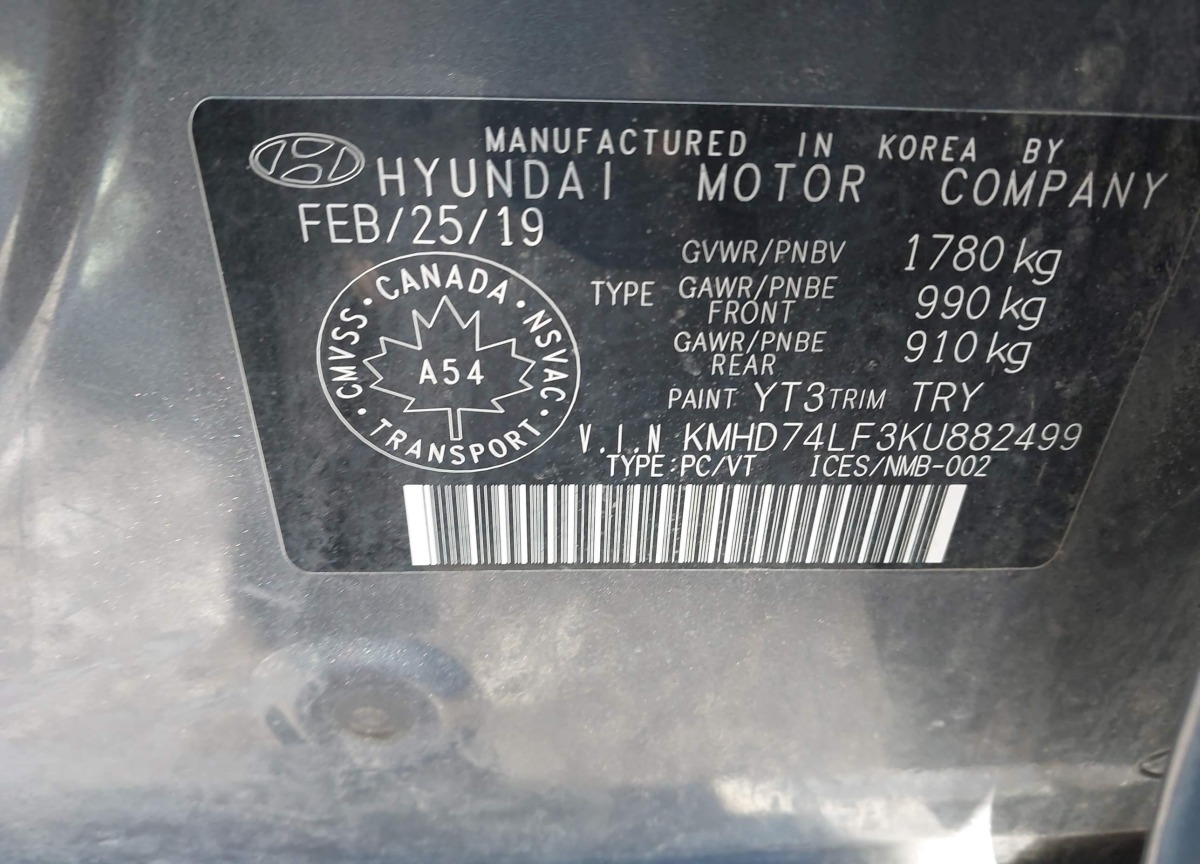 MANUFACTURED IN KOREA BY
HYUNDAI MOTOR COMPANY
FEB/25/19
GVWR/PNBV 1780 kg
TYPE GAWR/PNBE FRONT 990 kg
GAWR/PNBE REAR 910 kg
PAINT YT3 TRIM TRY
V.I.N KMHD74LF3KU882499
TYPE:PC/VT ICES/NMB-002
CANADA
CMVSS · NSVAC
A54
TRANSPORT